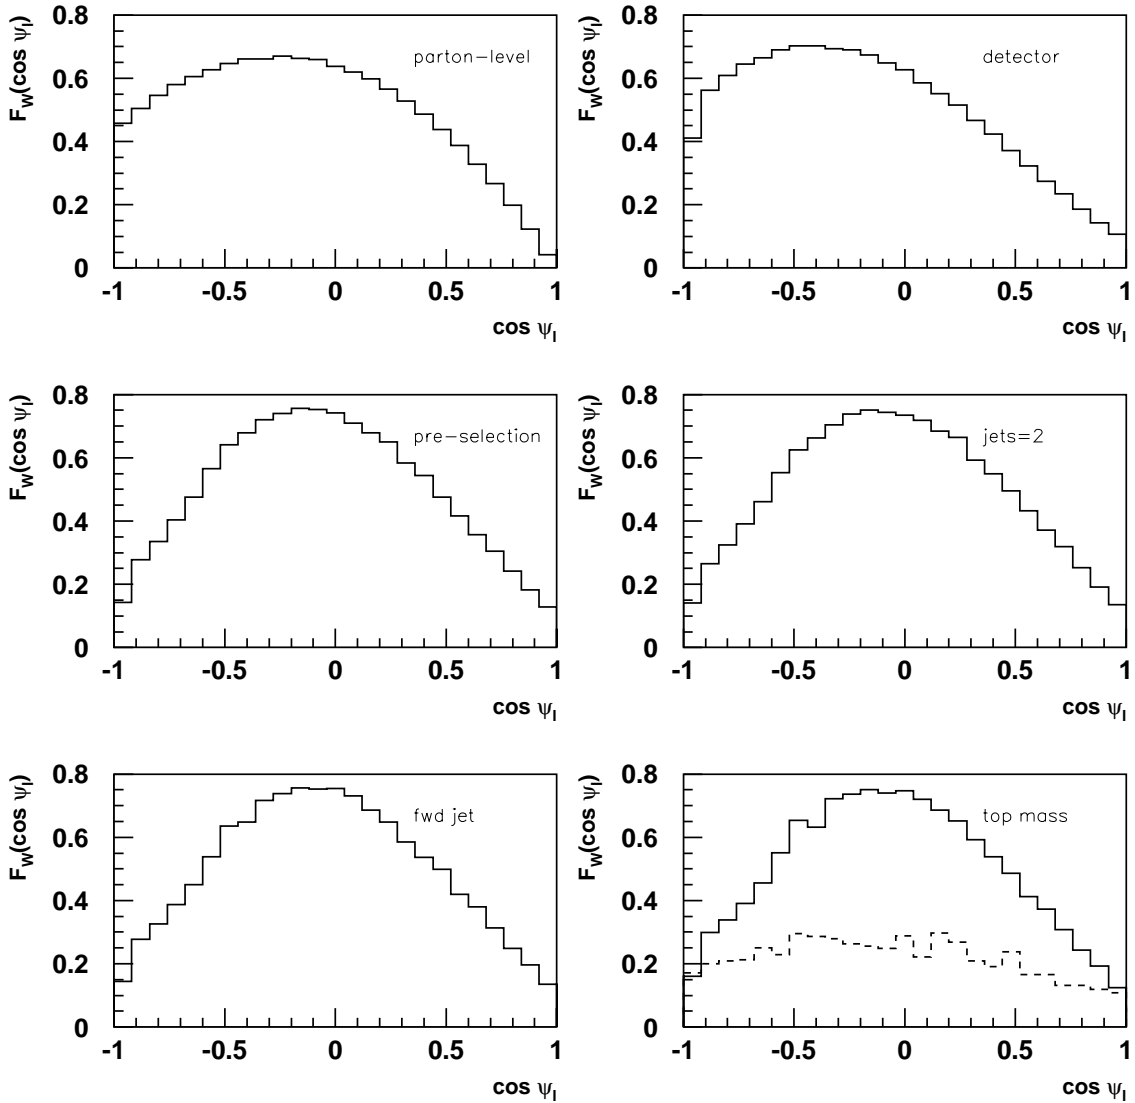 F_W(cos ψ_l)
0.8
0.6
0.4
0.2
0
parton-level
-1 -0.5 0 0.5 1
cos ψ_l
F_W(cos ψ_l)
0.8
0.6
0.4
0.2
0
detector
-1 -0.5 0 0.5 1
cos ψ_l
F_W(cos ψ_l)
0.8
0.6
0.4
0.2
0
pre-selection
-1 -0.5 0 0.5 1
cos ψ_l
F_W(cos ψ_l)
0.8
0.6
0.4
0.2
0
jets=2
-1 -0.5 0 0.5 1
cos ψ_l
F_W(cos ψ_l)
0.8
0.6
0.4
0.2
0
fwd jet
-1 -0.5 0 0.5 1
cos ψ_l
F_W(cos ψ_l)
0.8
0.6
0.4
0.2
0
top mass
-1 -0.5 0 0.5 1
cos ψ_l